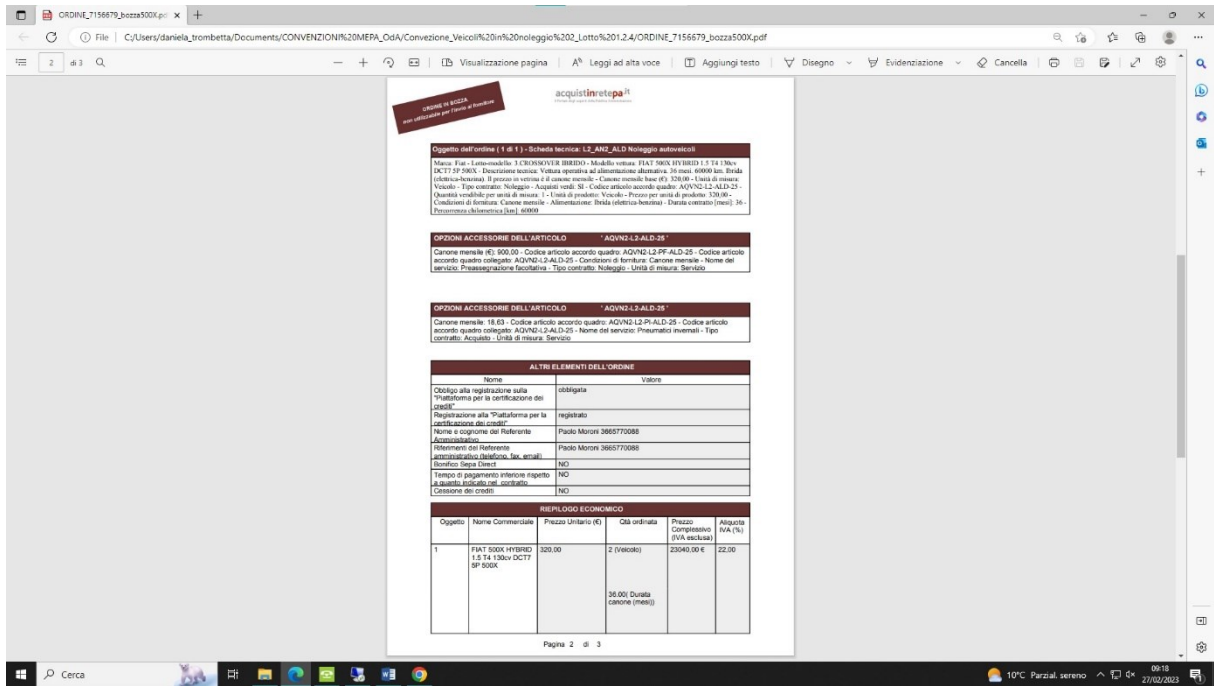 ORDINE_7156679_bozza500X.pd
File
C:/Users/daniela_trombetta/Documents/CONVENZIONI%20MEPA_OdA/Convezione_Veicoli%20in%20noleggio%202_Lotto%201.2.4/ORDINE_7156679_bozza500X.pdf
2 di 3
Visualizzazione pagina
Leggi ad alta voce
Aggiungi testo
Disegno
Evidenziazione
Cancella
ORDINE IN BOZZA
non utilizzabile per l'invio al fornitore
acquistinretepa.it
Oggetto dell'ordine ( 1 di 1 ) - Scheda tecnica: L2_AN2_ALD Noleggio autoveicoli
Marca: Fiat - Lotto-modello: 3.CROSSOVER IBRIDO - Modello vettura: FIAT 500X HYBRID 1.5 T4 130cv
DCT7 5P 500X - Descrizione tecnica: Vettura operativa ad alimentazione alternativa. 36 mesi. 60000 km. Ibrida
(elettrica-benzina). Il prezzo in vetrina è il canone mensile - Canone mensile base (€): 320,00 - Unità di misura:
Veicolo - Tipo contratto: Noleggio - Acquisti verdi: SI - Codice articolo accordo quadro: AQVN2-L2-ALD-25 -
Quantità vendibile per unità di misura: 1 - Unità di prodotto: Veicolo - Prezzo per unità di prodotto: 320,00 -
Condizioni di fornitura: Canone mensile - Alimentazione: Ibrida (elettrica-benzina) - Durata contratto [mesi]: 36 -
Percorrenza chilometrica [km]: 60000
OPZIONI ACCESSORIE DELL'ARTICOLO ' AQVN2-L2-ALD-25 '
Canone mensile (€): 900,00 - Codice articolo accordo quadro: AQVN2-L2-PF-ALD-25 - Codice articolo
accordo quadro collegato: AQVN2-L2-ALD-25 - Condizioni di fornitura: Canone mensile - Nome del
servizio: Preassegnazione facoltativa - Tipo contratto: Noleggio - Unità di misura: Servizio
OPZIONI ACCESSORIE DELL'ARTICOLO ' AQVN2-L2-ALD-25 '
Canone mensile: 18,63 - Codice articolo accordo quadro: AQVN2-L2-PI-ALD-25 - Codice articolo
accordo quadro collegato: AQVN2-L2-ALD-25 - Nome del servizio: Pneumatici invernali - Tipo
contratto: Acquisto - Unità di misura: Servizio
ALTRI ELEMENTI DELL'ORDINE
Nome Valore
Obbligo alla registrazione sulla
"Piattaforma per la certificazione dei
crediti"
obbligata
Registrazione alla "Piattaforma per la
certificazione dei crediti"
registrato
Nome e cognome del Referente
Amministrativo
Paolo Moroni 3665770088
Riferimenti del Referente
amministrativo (telefono, fax, email)
Paolo Moroni 3665770088
Bonifico Sepa Direct NO
Tempo di pagamento inferiore rispetto
a quanto indicato nel contratto
NO
Cessione dei crediti NO
RIEPILOGO ECONOMICO
Oggetto
Nome Commerciale
Prezzo Unitario (€)
Qtà ordinata
Prezzo
Complessivo
(IVA esclusa)
Aliquota
IVA (%)
1
FIAT 500X HYBRID
1.5 T4 130cv DCT7
5P 500X
320,00
2 (Veicolo)
36.00( Durata
canone (mesi))
23040,00 €
22,00
Pagina 2 di 3
Cerca
10°C Parzial. sereno
09:18
27/02/2023